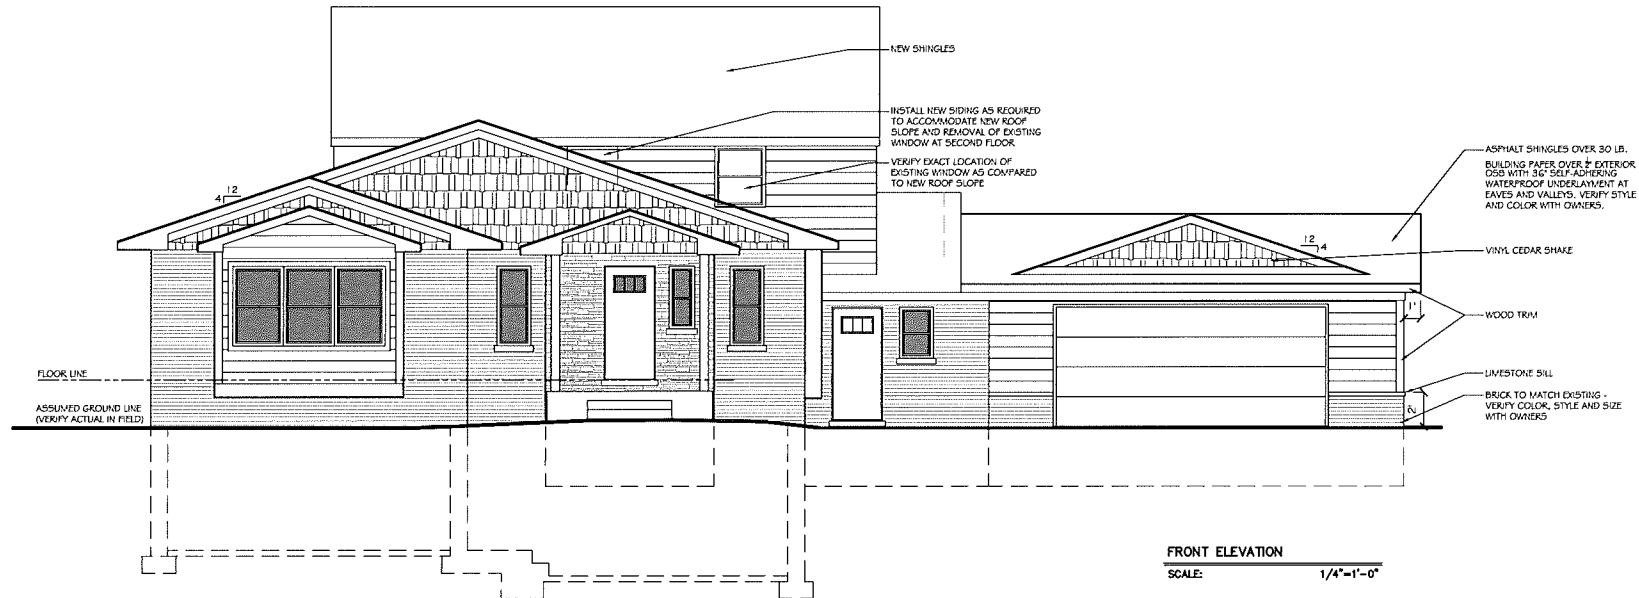 NEW SHINGLES
INSTALL NEW SIDING AS REQUIRED
TO ACCOMMODATE NEW ROOF
SLOPE AND REMOVAL OF EXISTING
WINDOW AT SECOND FLOOR
VERIFY EXACT LOCATION OF
EXISTING WINDOW AS COMPARED
TO NEW ROOF SLOPE
ASPHALT SHINGLES OVER 30 LB.
BUILDING PAPER OVER EXTERIOR
OSB WITH 36" SELF-ADHERING
WATERPROOF UNDERLAYMENT AT
EAVES AND VALLEYS. VERIFY STYLE
AND COLOR WITH OWNERS.
12
4
12
4
VINYL CEDAR SHAKE
WOOD TRIM
1'
LIMESTONE SILL
2'
BRICK TO MATCH EXISTING -
VERIFY COLOR, STYLE AND SIZE
WITH OWNERS
FLOOR LINE
ASSUMED GROUND LINE
(VERIFY ACTUAL IN FIELD)
FRONT ELEVATION
SCALE: 1/4"=1'-0"